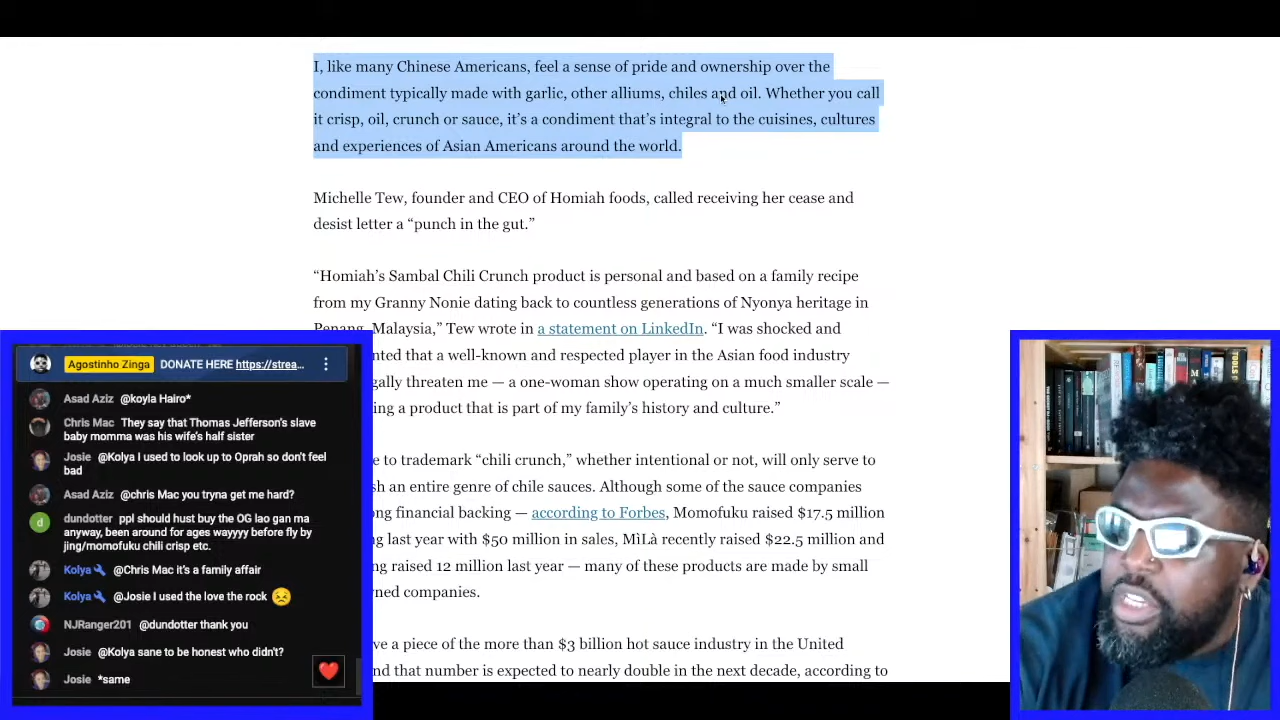 I, like many Chinese Americans, feel a sense of pride and ownership over the
condiment typically made with garlic, other alliums, chiles and oil. Whether you call
it crisp, oil, crunch or sauce, it’s a condiment that’s integral to the cuisines, cultures
and experiences of Asian Americans around the world.
Michelle Tew, founder and CEO of Homiah foods, called receiving her cease and
desist letter a “punch in the gut.”
“Homiah’s Sambal Chili Crunch product is personal and based on a family recipe
from my Granny Nonie dating back to countless generations of Nyonya heritage in
Penang, Malaysia,” Tew wrote in a statement on LinkedIn. “I was shocked and
nted that a well-known and respected player in the Asian food industry
gally threaten me — a one-woman show operating on a much smaller scale —
ing a product that is part of my family’s history and culture.”
e to trademark “chili crunch,” whether intentional or not, will only serve to
sh an entire genre of chile sauces. Although some of the sauce companies
ong financial backing — according to Forbes, Momofuku raised $17.5 million
g last year with $50 million in sales, MìLà recently raised $22.5 million and
ng raised 12 million last year — many of these products are made by small
wned companies.
ve a piece of the more than $3 billion hot sauce industry in the United
nd that number is expected to nearly double in the next decade, according to
Agostinho Zinga DONATE HERE https://strea...
Asad Aziz @koyla Hairo*
Chris Mac They say that Thomas Jefferson’s slave
baby momma was his wife’s half sister
Josie @Kolya I used to look up to Oprah so don’t feel
bad
Asad Aziz @chris Mac you tryna get me hard?
dundotter ppl should hust buy the OG lao gan ma
anyway, been around for ages wayyyy before fly by
jing/momofuku chili crisp etc.
Kolya @Chris Mac it’s a family affair
Kolya @Josie I used the love the rock 😣
NJRanger201 @dundotter thank you
Josie @Kolya sane to be honest who didn’t?
Josie *same